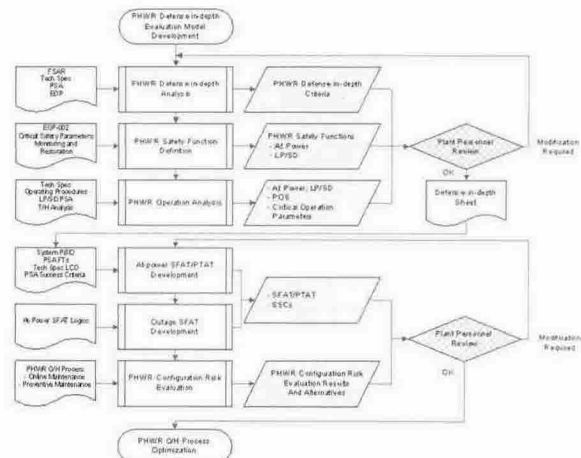 PHWR Defense in-depth
Evaluation Model
Development
FSAR
Tech Spec
PSA
EOP
PHWR Defense in-depth
Analysis
PHWR Defense in-depth
Criteria
EOP-002
Critical Safety Parameters
Monitoring and
Restoration
PHWR Safety Function
Definition
PHWR Safety Functions
- At Power
- LP/SD
Plant Personnel
Review
Modification
Required
OK
Tech Spec
Operating Procedures
LP/SD PSA
T/H Analysis
PHWR Operation Analysis
- At Power, LP/SD
- POS
- Critical Operation
Parameters
Defense in-depth
Sheet
System P&ID
PSA FTs
Tech Spec LCO
PSA Success Criteria
At-power SFAT/PTAT
Development
- SFAT/PTAT
- SSCs
At Power SFAT Logics
Outage SFAT
Development
Plant Personnel
Review
Modification
Required
OK
PHWR O/H Process
- Online Maintenance
- Preventive Maintenance
PHWR Configuration Risk
Evaluation
PHWR Configuration Risk
Evaluation Results
And Alternatives
PHWR O/H Process
Optimization